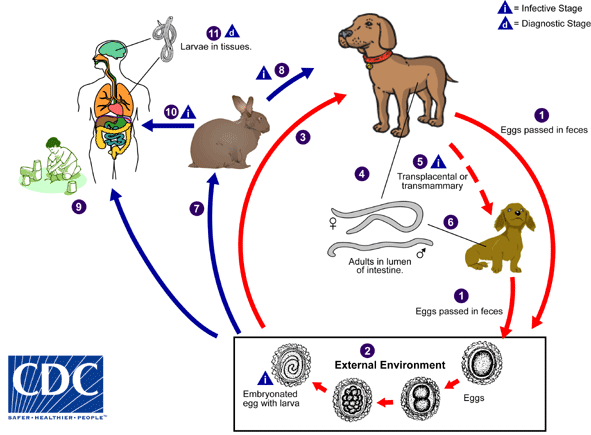 i = Infective Stage
d = Diagnostic Stage
11 d
Larvae in tissues.
i 8
10 i
3
1
Eggs passed in feces
5 i
Transplacental or
transmammary
4
9
7
6
♀
♂
Adults in lumen
of intestine.
1
Eggs passed in feces
2
External Environment
i
Embryonated
egg with larva
Eggs
CDC
SAFER • HEALTHIER • PEOPLE™